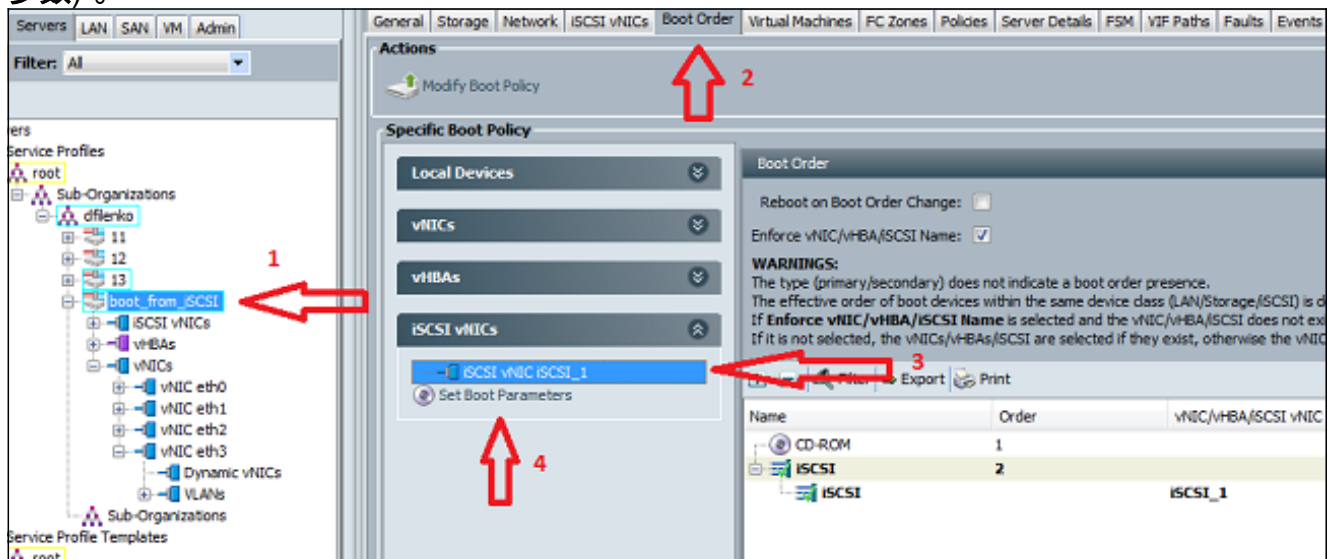 参数)。
Servers LAN SAN VM Admin
Filter: All
ers
Service Profiles
root
Sub-Organizations
dfilenko
11
12
13
boot_from_iSCSI
iSCSI vNICs
vHBAs
vNICs
vNIC eth0
vNIC eth1
vNIC eth2
vNIC eth3
Dynamic vNICs
VLANs
Sub-Organizations
Service Profile Templates
root
1
General Storage Network iSCSI vNICs Boot Order Virtual Machines FC Zones Policies Server Details FSM VIF Paths Faults Events
Actions
Modify Boot Policy
2
Specific Boot Policy
Local Devices
vNICs
vHBAs
iSCSI vNICs
iSCSI vNIC iSCSI_1
Set Boot Parameters
3
4
Boot Order
Reboot on Boot Order Change:
Enforce vNIC/vHBA/iSCSI Name:
WARNINGS:
The type (primary/secondary) does not indicate a boot order presence.
The effective order of boot devices within the same device class (LAN/Storage/iSCSI) is d
If Enforce vNIC/vHBA/iSCSI Name is selected and the vNIC/vHBA/iSCSI does not ex
If it is not selected, the vNICs/vHBAs/iSCSI are selected if they exist, otherwise the vNIC
Export Print
Name Order vNIC/vHBA/iSCSI vNIC
CD-ROM 1
iSCSI 2
iSCSI iSCSI_1